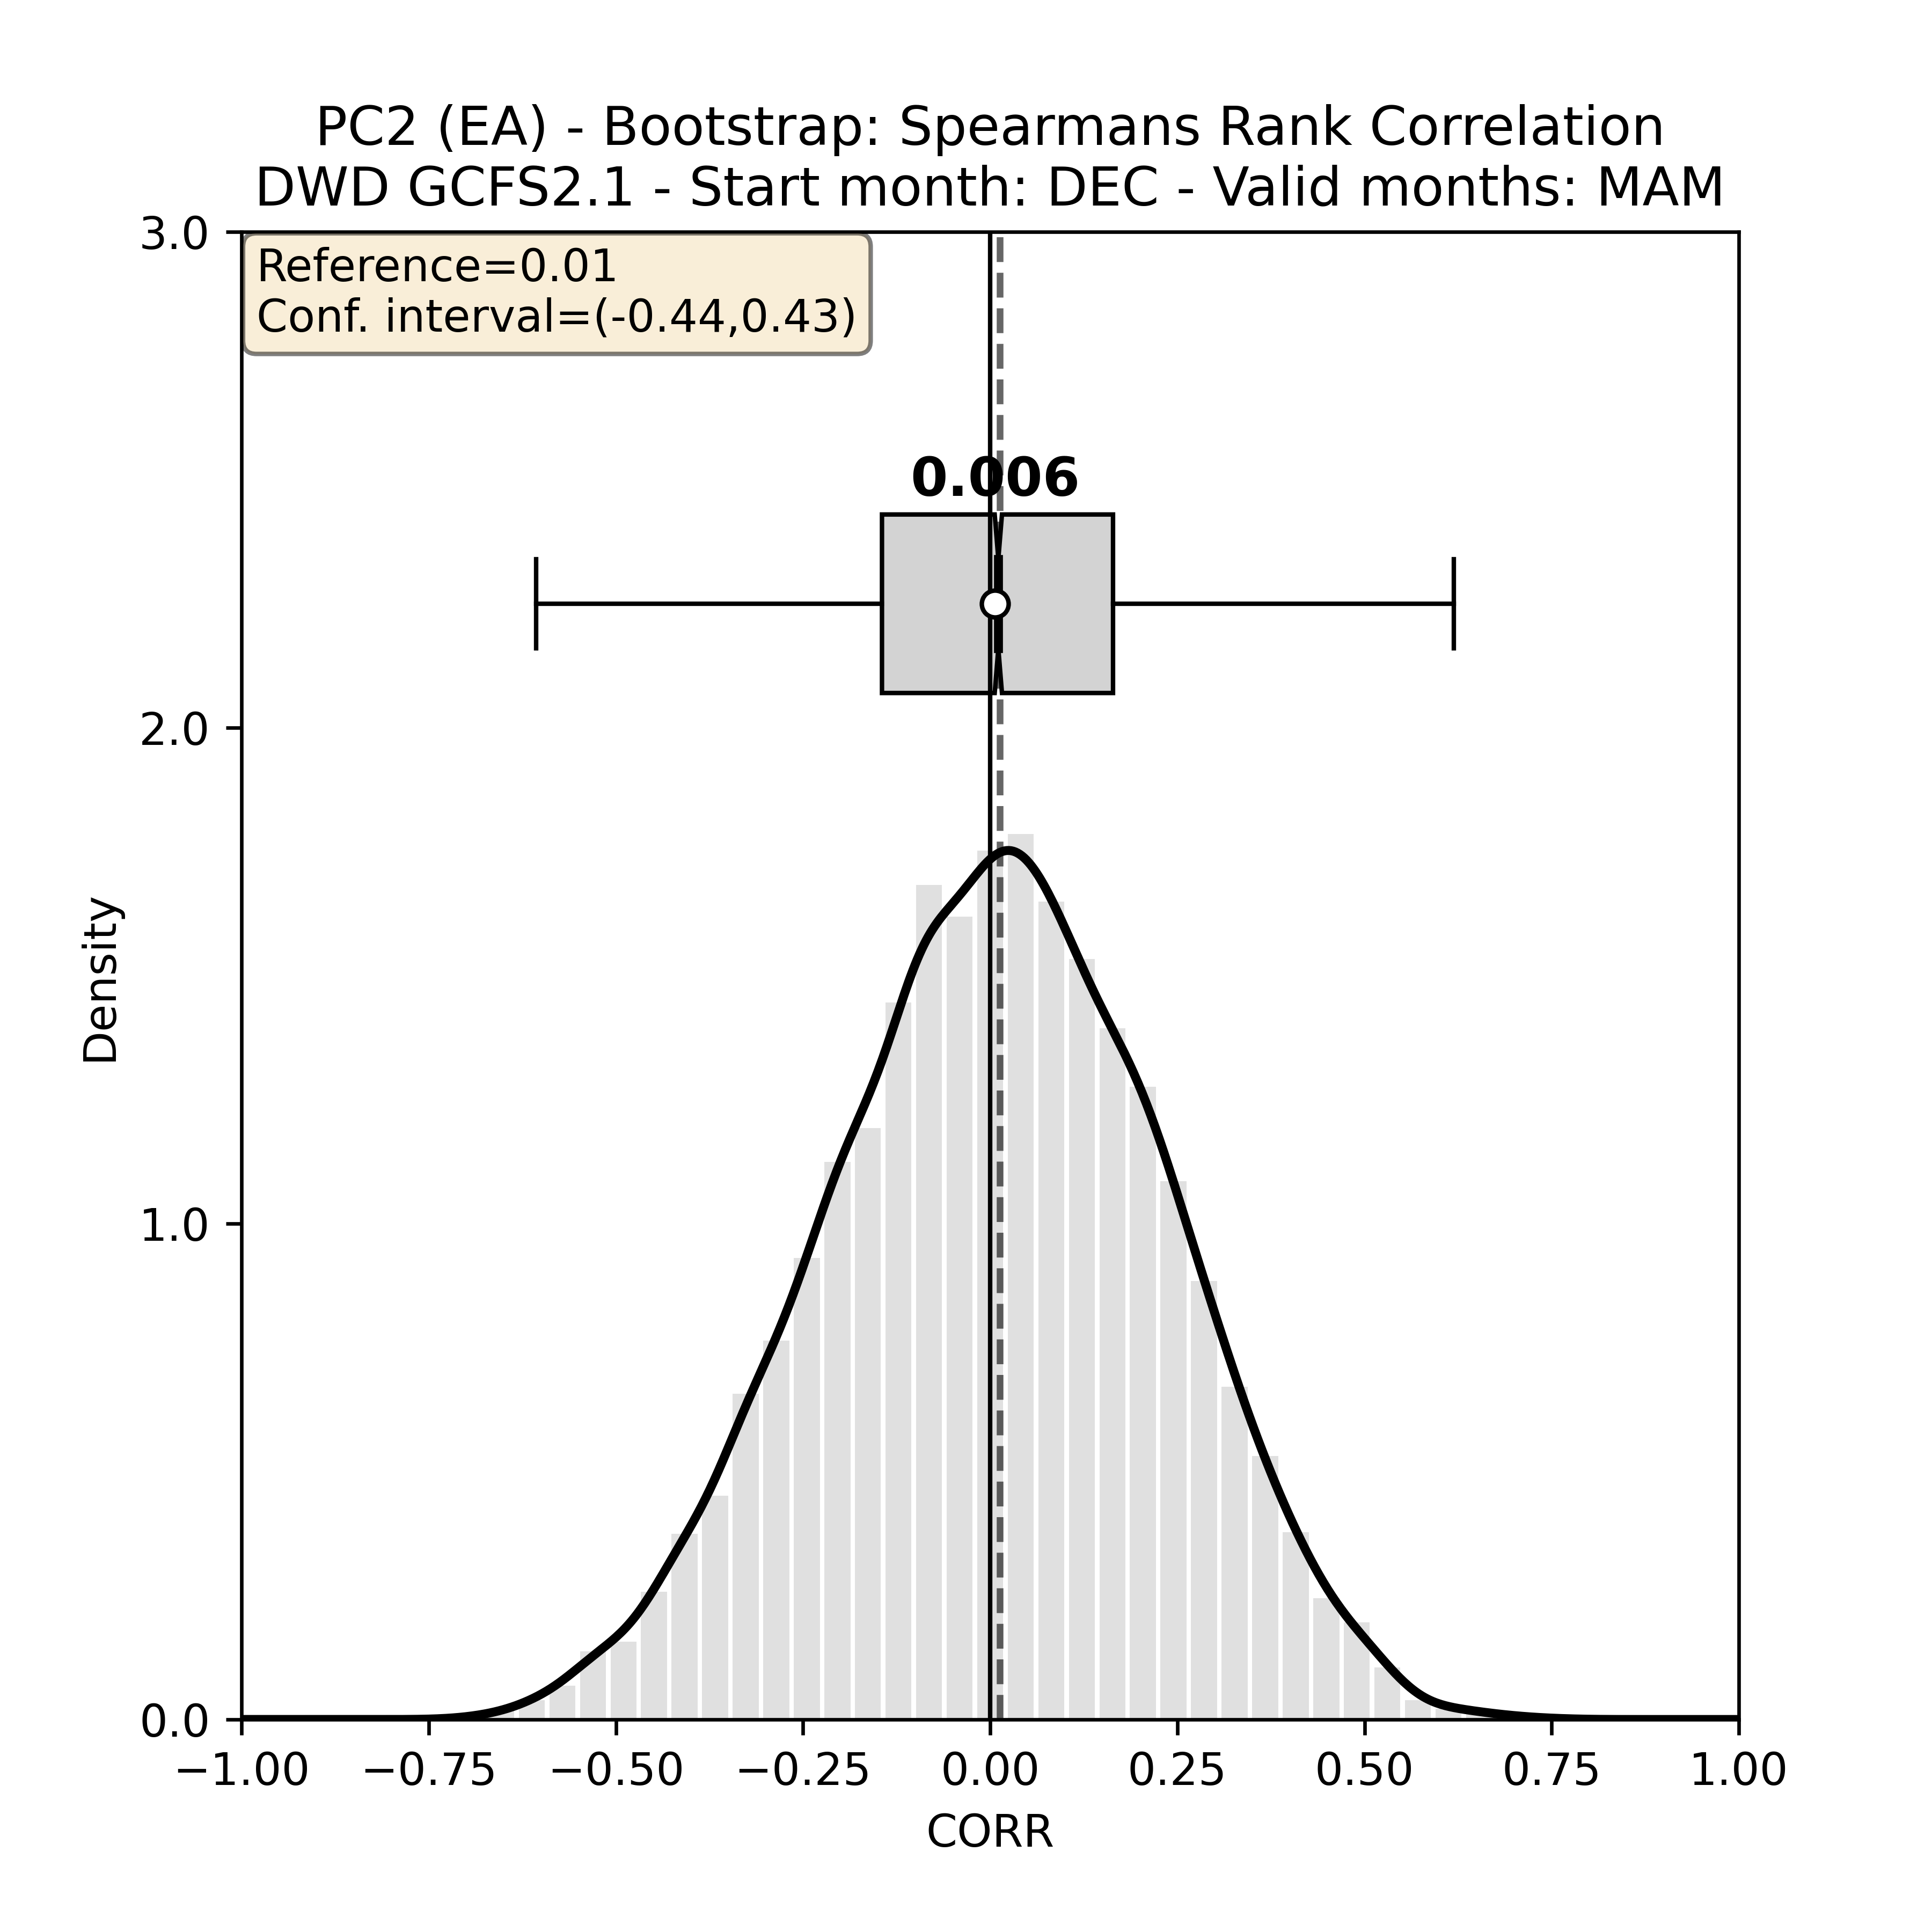 PC2 (EA) - Bootstrap: Spearmans Rank Correlation
DWD GCFS2.1 - Start month: DEC - Valid months: MAM
Reference=0.01
Conf. interval=(-0.44,0.43)
0.006
3.0
2.0
1.0
0.0
Density
−1.00 −0.75 −0.50 −0.25 0.00 0.25 0.50 0.75 1.00
CORR